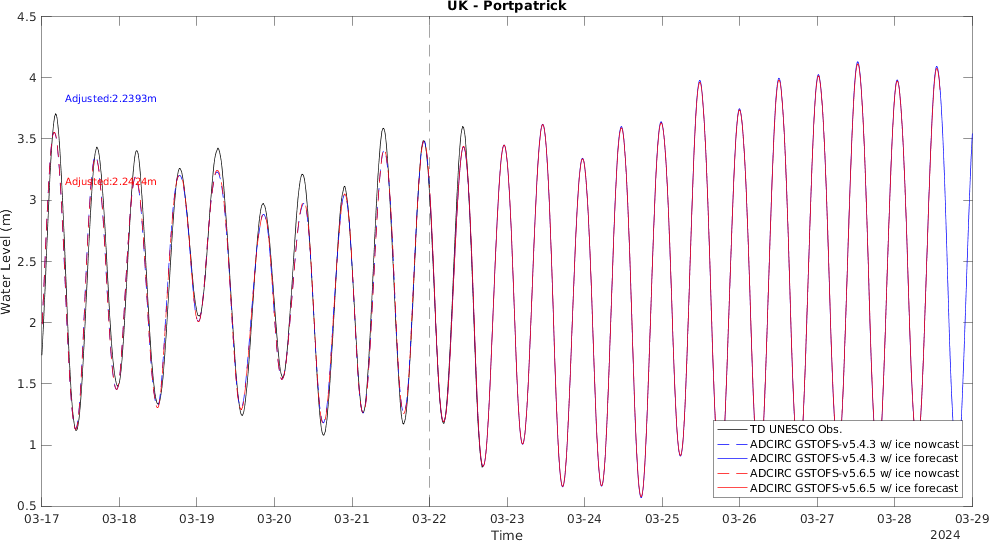 UK - Portpatrick
4.5
4
3.5
3
2.5
2
1.5
1
0.5
Water Level (m)
Adjusted:2.2393m
Adjusted:2.2424m
TD UNESCO Obs.
ADCIRC GSTOFS-v5.4.3 w/ ice nowcast
ADCIRC GSTOFS-v5.4.3 w/ ice forecast
ADCIRC GSTOFS-v5.6.5 w/ ice nowcast
ADCIRC GSTOFS-v5.6.5 w/ ice forecast
03-17 03-18 03-19 03-20 03-21 03-22 03-23 03-24 03-25 03-26 03-27 03-28 03-29
Time
2024